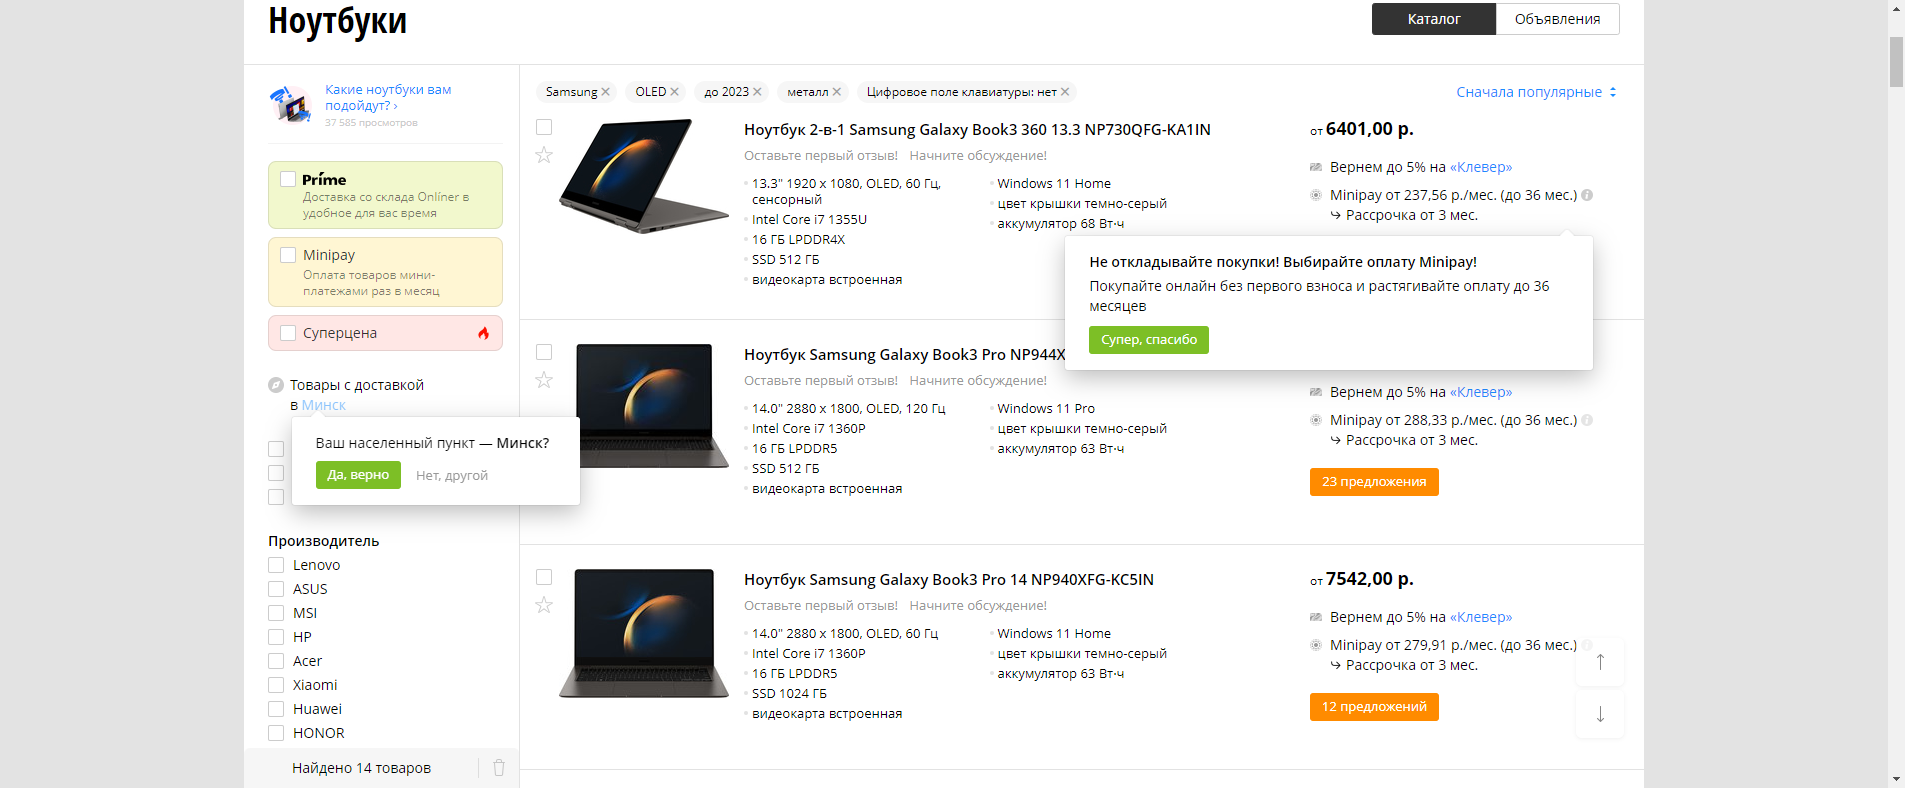 Ноутбуки
Каталог
Объявления
Какие ноутбуки вам
подойдут? ›
37 585 просмотров
Príme
Доставка со склада Onlíner в
удобное для вас время
Minipay
Оплата товаров мини-
платежами раз в месяц
Суперцена
Товары с доставкой
в Минск
Ваш населенный пункт — Минск?
Да, верно
Нет, другой
Производитель
Lenovo
ASUS
MSI
HP
Acer
Xiaomi
Huawei
HONOR
Найдено 14 товаров
Samsung ✕ OLED ✕ до 2023 ✕ металл ✕ Цифровое поле клавиатуры: нет ✕
Сначала популярные
Ноутбук 2-в-1 Samsung Galaxy Book3 360 13.3 NP730QFG-KA1IN
Оставьте первый отзыв! Начните обсуждение!
13.3" 1920 x 1080, OLED, 60 Гц,
сенсорный
Intel Core i7 1355U
16 ГБ LPDDR4X
SSD 512 ГБ
видеокарта встроенная
Windows 11 Home
цвет крышки темно-серый
аккумулятор 68 Вт·ч
от 6401,00 р.
Вернем до 5% на «Клевер»
Minipay от 237,56 р./мес. (до 36 мес.)
↪ Рассрочка от 3 мес.
Не откладывайте покупки! Выбирайте оплату Minipay!
Покупайте онлайн без первого взноса и растягивайте оплату до 36
месяцев
Супер, спасибо
Ноутбук Samsung Galaxy Book3 Pro NP944X
Оставьте первый отзыв! Начните обсуждение!
14.0" 2880 x 1800, OLED, 120 Гц
Intel Core i7 1360P
16 ГБ LPDDR5
SSD 512 ГБ
видеокарта встроенная
Windows 11 Pro
цвет крышки темно-серый
аккумулятор 63 Вт·ч
Вернем до 5% на «Клевер»
Minipay от 288,33 р./мес. (до 36 мес.)
↪ Рассрочка от 3 мес.
23 предложения
Ноутбук Samsung Galaxy Book3 Pro 14 NP940XFG-KC5IN
Оставьте первый отзыв! Начните обсуждение!
14.0" 2880 x 1800, OLED, 60 Гц
Intel Core i7 1360P
16 ГБ LPDDR5
SSD 1024 ГБ
видеокарта встроенная
Windows 11 Home
цвет крышки темно-серый
аккумулятор 63 Вт·ч
от 7542,00 р.
Вернем до 5% на «Клевер»
Minipay от 279,91 р./мес. (до 36 мес.)
↪ Рассрочка от 3 мес.
12 предложений